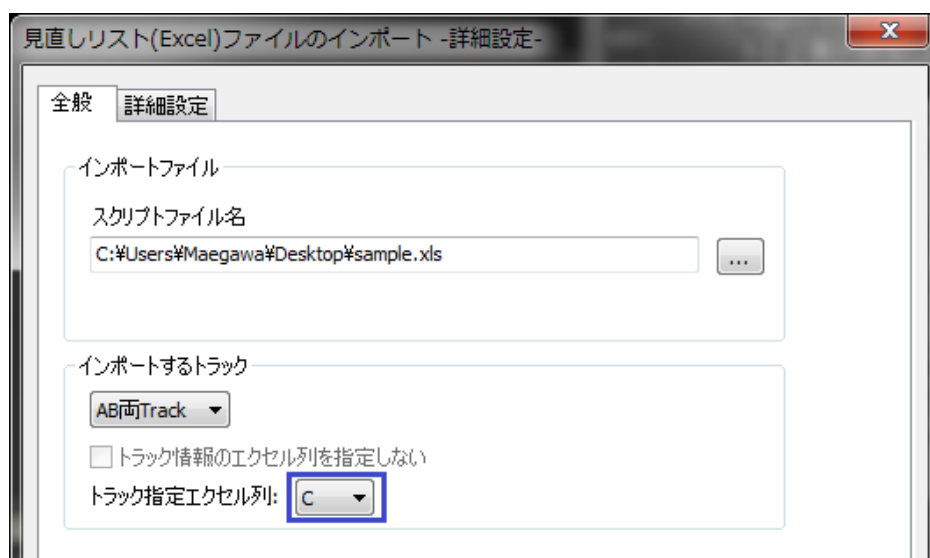 見直しリスト(Excel)ファイルのインポート -詳細設定-
全般 詳細設定
インポートファイル
スクリプトファイル名
C:¥Users¥Maegawa¥Desktop¥sample.xls ...
インポートするトラック
AB両Track
トラック情報のエクセル列を指定しない
トラック指定エクセル列: C